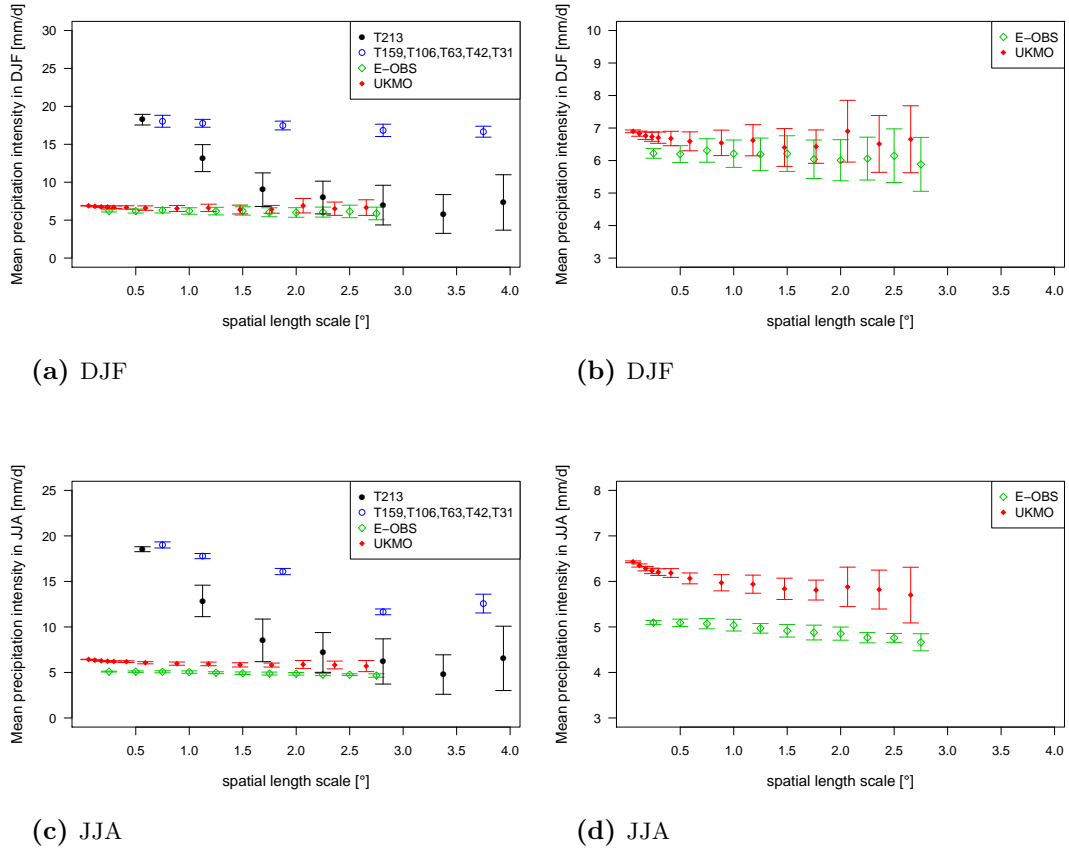 Mean precipitation intensity in DJF [mm/d]
30
25
20
15
10
5
0
T213
T159,T106,T63,T42,T31
E−OBS
UKMO
0.5 1.0 1.5 2.0 2.5 3.0 3.5 4.0
spatial length scale [°]
(a) DJF
Mean precipitation intensity in DJF [mm/d]
10
9
8
7
6
5
4
3
E−OBS
UKMO
0.5 1.0 1.5 2.0 2.5 3.0 3.5 4.0
spatial length scale [°]
(b) DJF
Mean precipitation intensity in JJA [mm/d]
25
20
15
10
5
0
T213
T159,T106,T63,T42,T31
E−OBS
UKMO
0.5 1.0 1.5 2.0 2.5 3.0 3.5 4.0
spatial length scale [°]
(c) JJA
Mean precipitation intensity in JJA [mm/d]
8
7
6
5
4
3
E−OBS
UKMO
0.5 1.0 1.5 2.0 2.5 3.0 3.5 4.0
spatial length scale [°]
(d) JJA